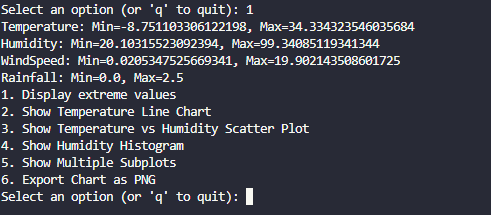 Select an option (or 'q' to quit): 1
Temperature: Min=-8.751103306122198, Max=34.334323546035684
Humidity: Min=20.10315523092394, Max=99.34085119341344
WindSpeed: Min=0.0205347525669341, Max=19.902143508601725
Rainfall: Min=0.0, Max=2.5
1. Display extreme values
2. Show Temperature Line Chart
3. Show Temperature vs Humidity Scatter Plot
4. Show Humidity Histogram
5. Show Multiple Subplots
6. Export Chart as PNG
Select an option (or 'q' to quit):